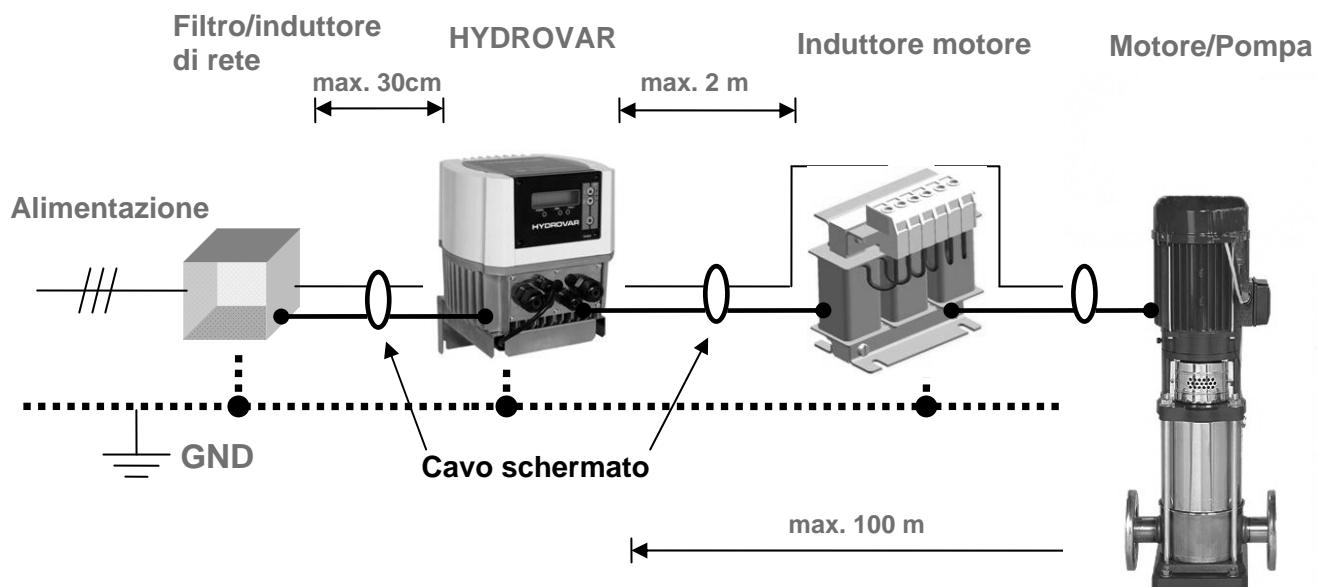 Filtro/induttore
di rete
HYDROVAR
Induttore motore
Motore/Pompa
max. 30cm
max. 2 m
Alimentazione
HYDROVAR
GND
Cavo schermato
max. 100 m